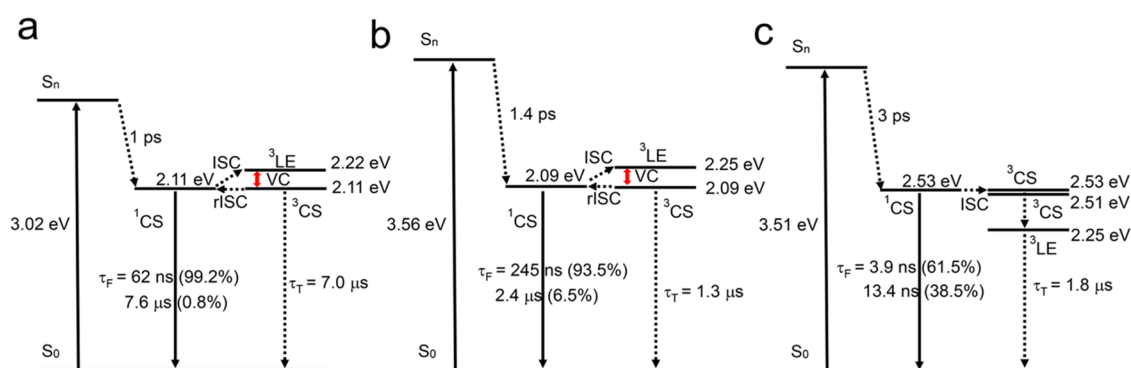 a
Sn
1 ps
ISC
³LE
2.22 eV
2.11 eV
VC
2.11 eV
rISC
¹CS
³CS
3.02 eV
τF = 62 ns (99.2%)
7.6 μs (0.8%)
τT = 7.0 μs
S₀
b
Sn
1.4 ps
ISC
³LE
2.25 eV
2.09 eV
VC
2.09 eV
rISC
¹CS
³CS
3.56 eV
τF = 245 ns (93.5%)
2.4 μs (6.5%)
τT = 1.3 μs
S₀
c
Sn
3 ps
³CS
2.53 eV
2.53 eV
¹CS
ISC
³CS
2.51 eV
³LE
2.25 eV
3.51 eV
τF = 3.9 ns (61.5%)
13.4 ns (38.5%)
τT = 1.8 μs
S₀